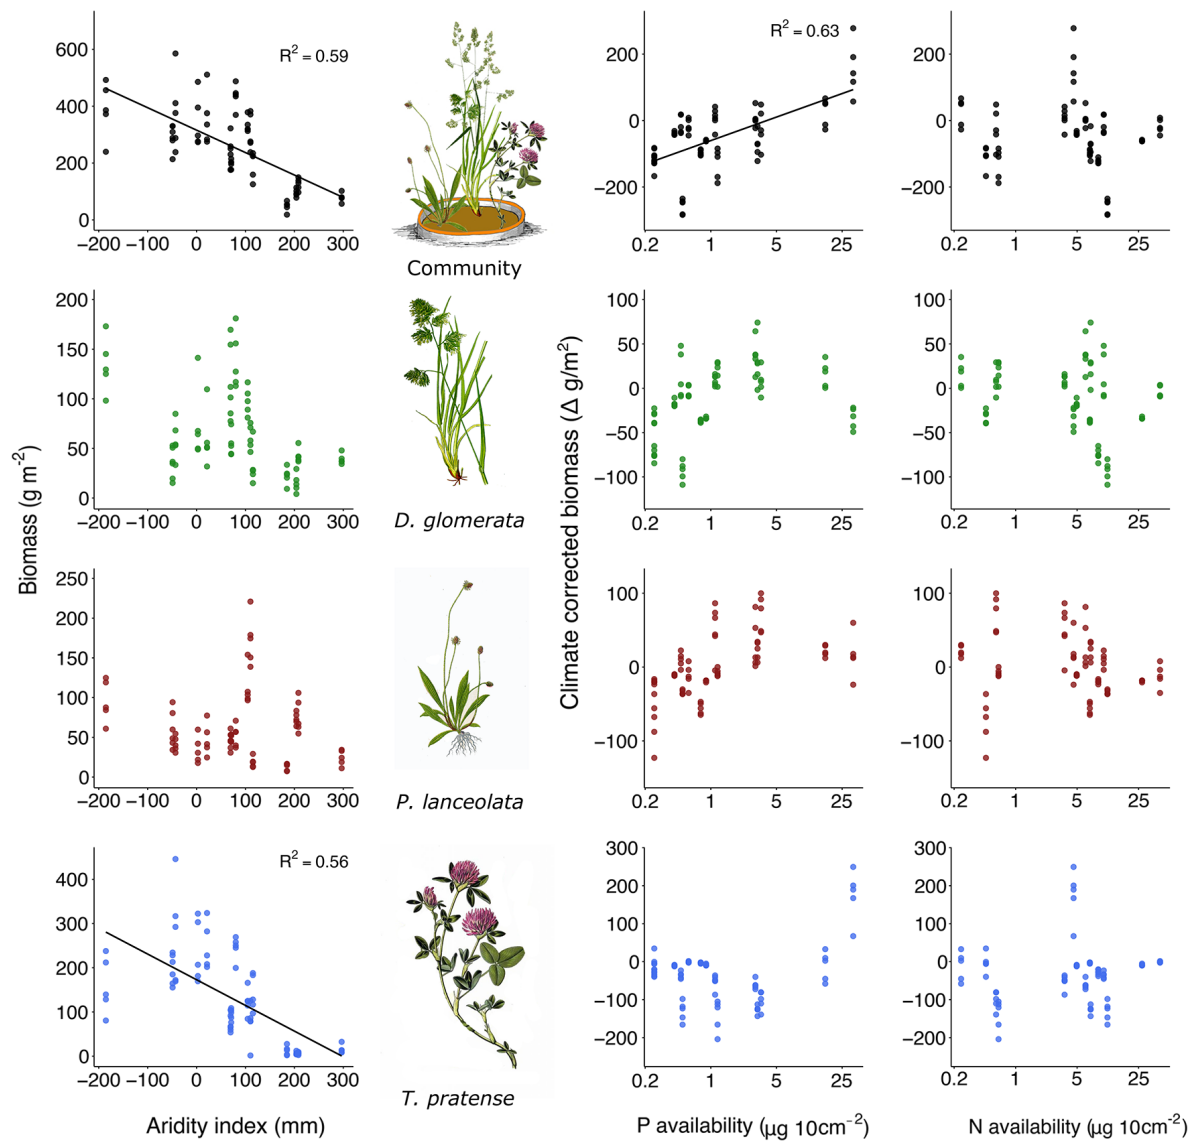 R² = 0.59
600
400
200
0
−200 −100 0 100 200 300
Community
R² = 0.63
200
0
−200
0.2 1 5 25
200
0
−200
0.2 1 5 25
200
150
100
50
0
−200 −100 0 100 200 300
D. glomerata
100
50
0
−50
−100
0.2 1 5 25
100
50
0
−50
−100
0.2 1 5 25
Biomass (g m⁻²)
Climate corrected biomass (Δ g/m²)
250
200
150
100
50
0
−200 −100 0 100 200 300
P. lanceolata
100
0
−100
0.2 1 5 25
100
0
−100
0.2 1 5 25
R² = 0.56
400
300
200
100
0
−200 −100 0 100 200 300
T. pratense
300
200
100
0
−100
−200
0.2 1 5 25
300
200
100
0
−100
−200
0.2 1 5 25
Aridity index (mm)
P availability (µg 10cm⁻²)
N availability (µg 10cm⁻²)